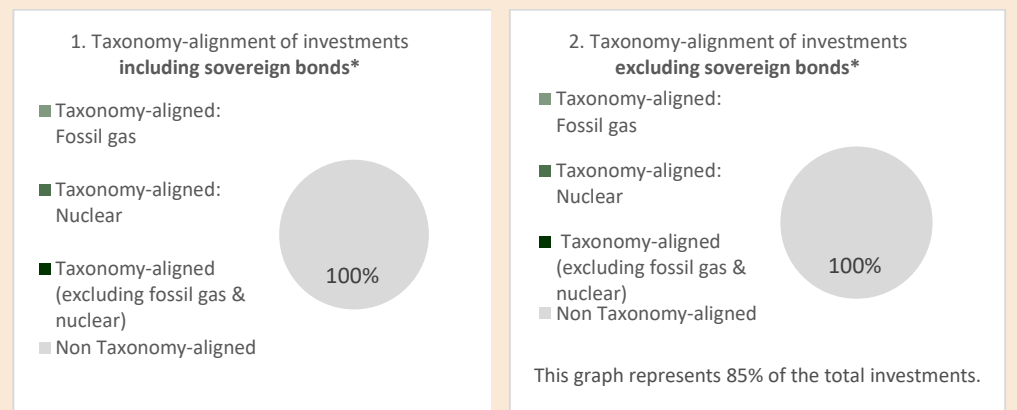 1. Taxonomy-alignment of investments
including sovereign bonds*
Taxonomy-aligned:
Fossil gas
Taxonomy-aligned:
Nuclear
Taxonomy-aligned
(excluding fossil gas &
nuclear)
Non Taxonomy-aligned
100%
2. Taxonomy-alignment of investments
excluding sovereign bonds*
Taxonomy-aligned:
Fossil gas
Taxonomy-aligned:
Nuclear
Taxonomy-aligned
(excluding fossil gas &
nuclear)
Non Taxonomy-aligned
100%
This graph represents 85% of the total investments.